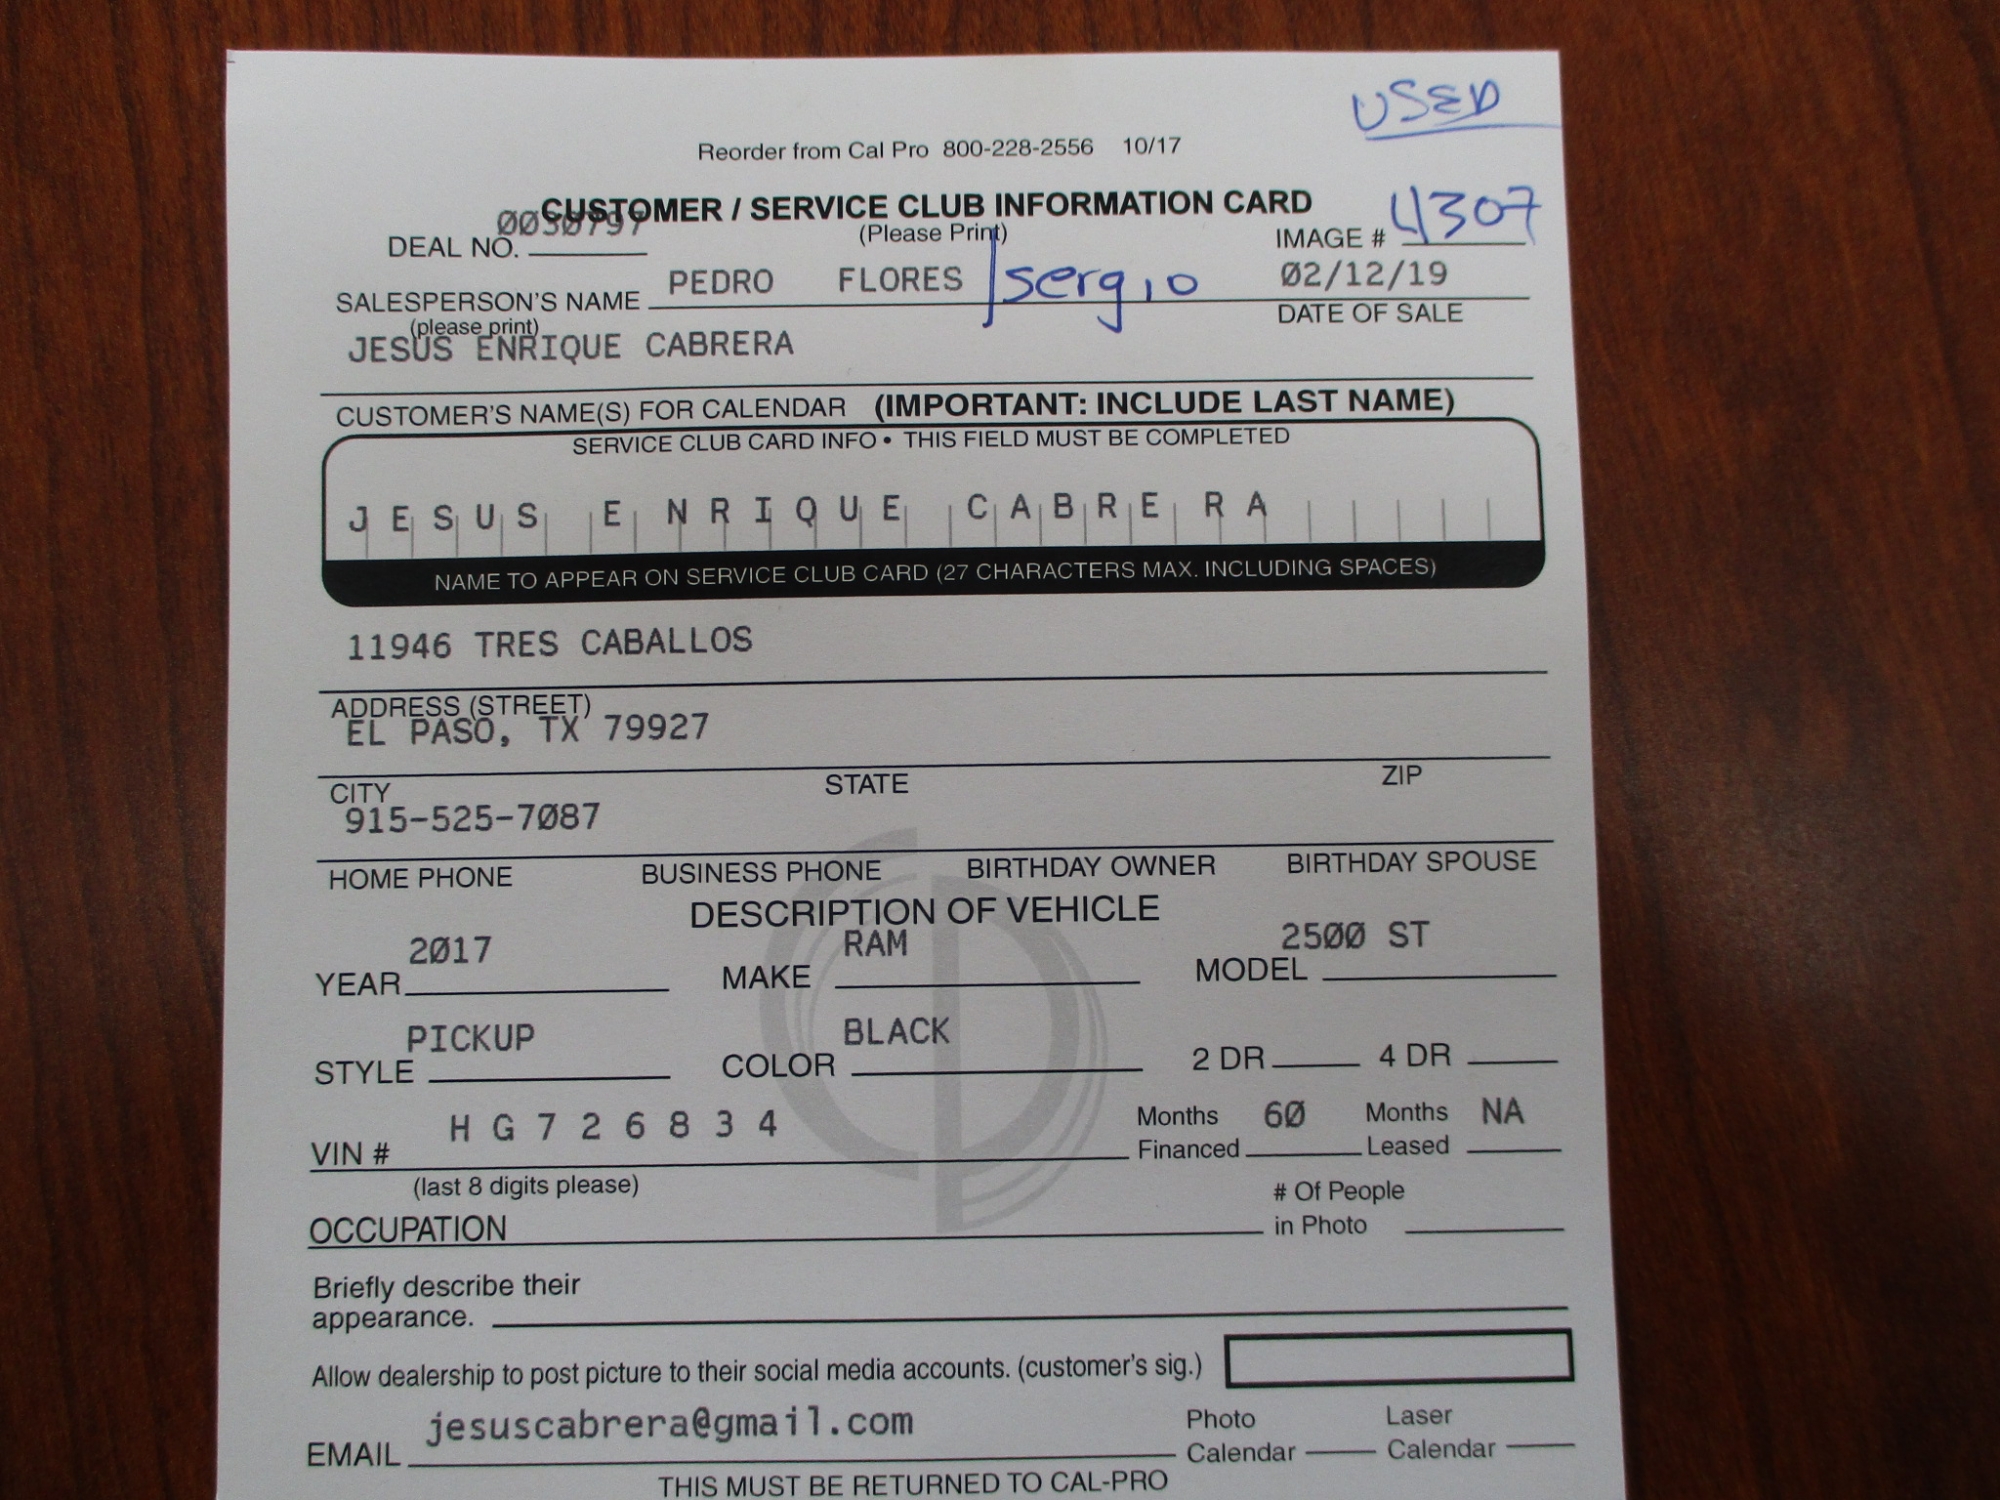 USED
Reorder from Cal Pro 800-228-2556 10/17
CUSTOMER / SERVICE CLUB INFORMATION CARD
(Please Print)
DEAL NO. 0030797
IMAGE # 4307
SALESPERSON'S NAME PEDRO FLORES | sergio 02/12/19
(please print) DATE OF SALE
JESUS ENRIQUE CABRERA
CUSTOMER'S NAME(S) FOR CALENDAR (IMPORTANT: INCLUDE LAST NAME)
SERVICE CLUB CARD INFO • THIS FIELD MUST BE COMPLETED
JESUS ENRIQUE CABRERA
NAME TO APPEAR ON SERVICE CLUB CARD (27 CHARACTERS MAX. INCLUDING SPACES)
11946 TRES CABALLOS
ADDRESS (STREET)
EL PASO, TX 79927
CITY STATE ZIP
915-525-7087
HOME PHONE BUSINESS PHONE BIRTHDAY OWNER BIRTHDAY SPOUSE
DESCRIPTION OF VEHICLE
YEAR 2017 MAKE RAM MODEL 2500 ST
STYLE PICKUP COLOR BLACK 2 DR 4 DR
VIN # HG726834 Months Financed 60 Months Leased NA
(last 8 digits please)
OCCUPATION # Of People in Photo
Briefly describe their
appearance.
Allow dealership to post picture to their social media accounts. (customer's sig.)
EMAIL jesuscabrera@gmail.com Photo Calendar Laser Calendar
THIS MUST BE RETURNED TO CAL-PRO